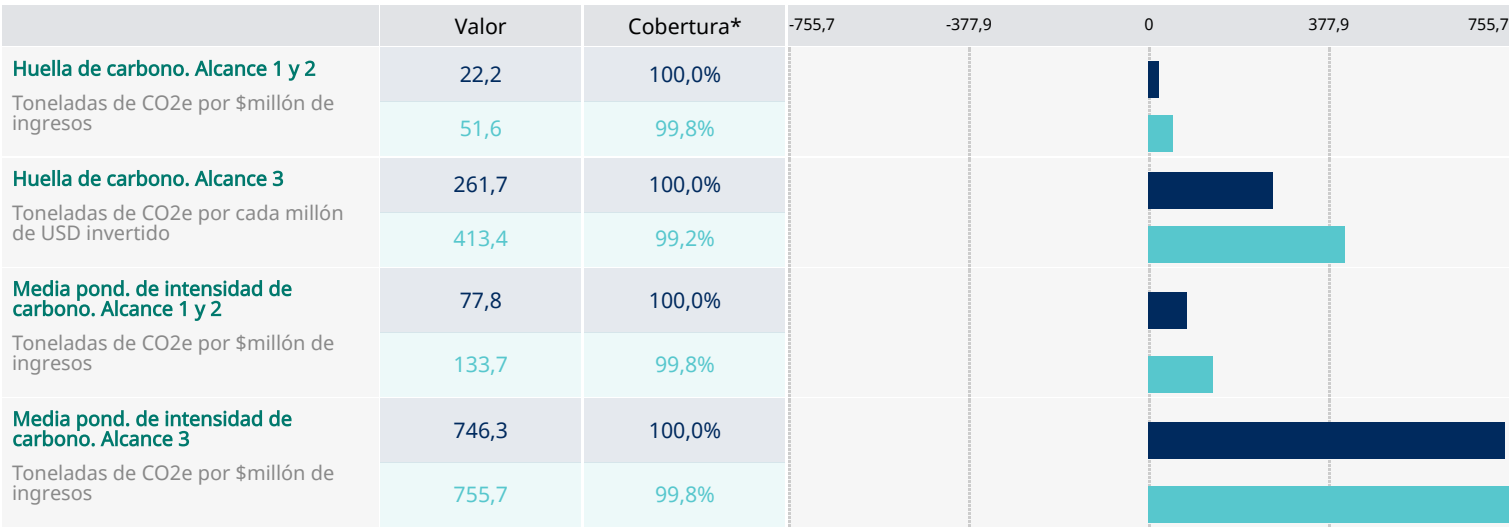 Valor Cobertura* -755,7 -377,9 0 377,9 755,7
Huella de carbono. Alcance 1 y 2
Toneladas de CO2e por $millón de
ingresos
22,2 100,0%
51,6 99,8%
Huella de carbono. Alcance 3
Toneladas de CO2e por cada millón
de USD invertido
261,7 100,0%
413,4 99,2%
Media pond. de intensidad de
carbono. Alcance 1 y 2
Toneladas de CO2e por $millón de
ingresos
77,8 100,0%
133,7 99,8%
Media pond. de intensidad de
carbono. Alcance 3
Toneladas de CO2e por $millón de
ingresos
746,3 100,0%
755,7 99,8%